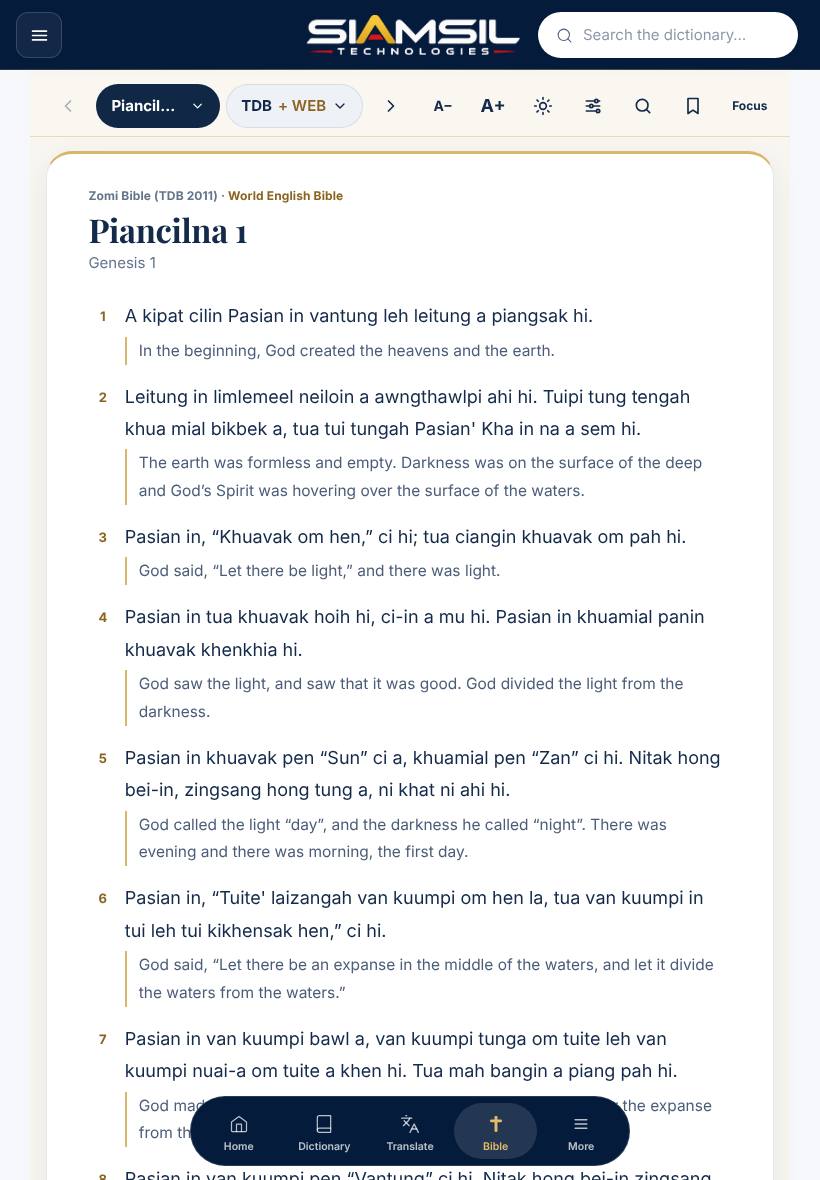 SIAMSIL
TECHNOLOGIES
Search the dictionary...
Piancil...
TDB + WEB
A−
A+
Focus
Zomi Bible (TDB 2011) · World English Bible
Piancilna 1
Genesis 1
1 A kipat cilin Pasian in vantung leh leitung a piangsak hi.
In the beginning, God created the heavens and the earth.
2 Leitung in limlemeel neiloin a awngthawlpi ahi hi. Tuipi tung tengah
khua mial bikbek a, tua tui tungah Pasian' Kha in na a sem hi.
The earth was formless and empty. Darkness was on the surface of the deep
and God’s Spirit was hovering over the surface of the waters.
3 Pasian in, “Khuavak om hen,” ci hi; tua ciangin khuavak om pah hi.
God said, “Let there be light,” and there was light.
4 Pasian in tua khuavak hoih hi, ci-in a mu hi. Pasian in khuamial panin
khuavak khenkhia hi.
God saw the light, and saw that it was good. God divided the light from the
darkness.
5 Pasian in khuavak pen “Sun” ci a, khuamial pen “Zan” ci hi. Nitak hong
bei-in, zingsang hong tung a, ni khat ni ahi hi.
God called the light “day”, and the darkness he called “night”. There was
evening and there was morning, the first day.
6 Pasian in, “Tuite' laizangah van kuumpi om hen la, tua van kuumpi in
tui leh tui kikhensak hen,” ci hi.
God said, “Let there be an expanse in the middle of the waters, and let it divide
the waters from the waters.”
7 Pasian in van kuumpi bawl a, van kuumpi tunga om tuite leh van
kuumpi nuai-a om tuite a khen hi. Tua mah bangin a piang pah hi.
God mad the expanse
from th
8 Pasian in van kuumpi pen “Vantung” ci hi. Nitak hong bei-in zingsang
Home
Dictionary
Translate
Bible
More